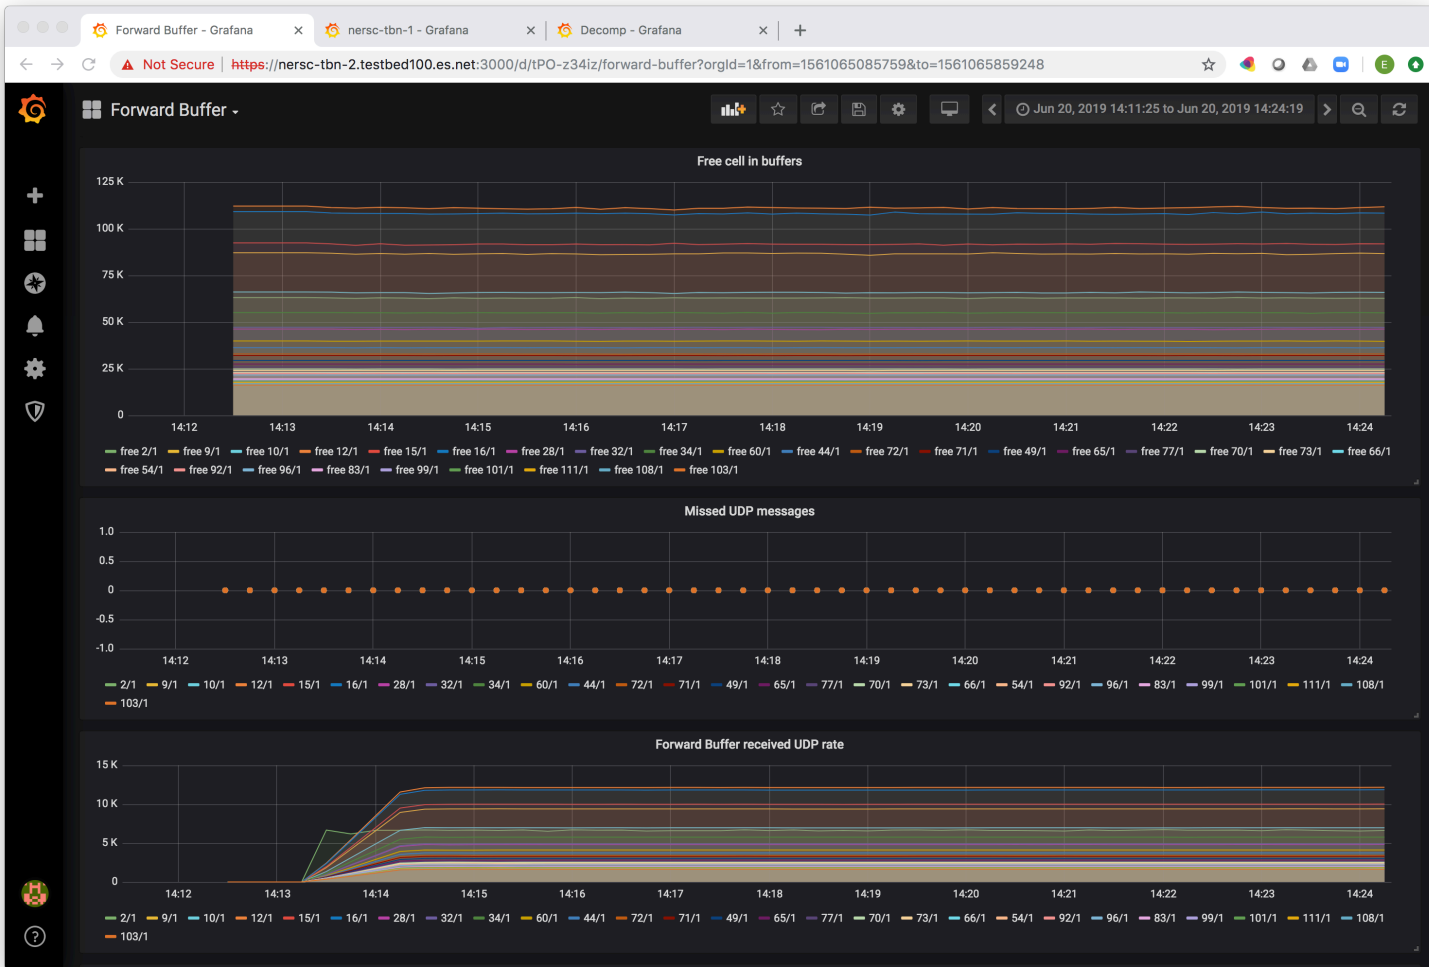 Forward Buffer - Grafana
nersc-tbn-1 - Grafana
Decomp - Grafana
Not Secure | https://nersc-tbn-2.testbed100.es.net:3000/d/tPO-z34iz/forward-buffer?orgId=1&from=1561065085759&to=1561065859248
E
Forward Buffer
Jun 20, 2019 14:11:25 to Jun 20, 2019 14:24:19
Free cell in buffers
125 K
100 K
75 K
50 K
25 K
0
14:12 14:13 14:14 14:15 14:16 14:17 14:18 14:19 14:20 14:21 14:22 14:23 14:24
free 2/1 free 9/1 free 10/1 free 12/1 free 15/1 free 16/1 free 28/1 free 32/1 free 34/1 free 60/1 free 44/1 free 72/1 free 71/1 free 49/1 free 65/1 free 77/1 free 70/1 free 73/1 free 66/1
free 54/1 free 92/1 free 96/1 free 83/1 free 99/1 free 101/1 free 111/1 free 108/1 free 103/1
Missed UDP messages
1.0
0.5
0
-0.5
-1.0
14:12 14:13 14:14 14:15 14:16 14:17 14:18 14:19 14:20 14:21 14:22 14:23 14:24
2/1 9/1 10/1 12/1 15/1 16/1 28/1 32/1 34/1 60/1 44/1 72/1 71/1 49/1 65/1 77/1 70/1 73/1 66/1 54/1 92/1 96/1 83/1 99/1 101/1 111/1 108/1
103/1
Forward Buffer received UDP rate
15 K
10 K
5 K
0
14:12 14:13 14:14 14:15 14:16 14:17 14:18 14:19 14:20 14:21 14:22 14:23 14:24
2/1 9/1 10/1 12/1 15/1 16/1 28/1 32/1 34/1 60/1 44/1 72/1 71/1 49/1 65/1 77/1 70/1 73/1 66/1 54/1 92/1 96/1 83/1 99/1 101/1 111/1 108/1
103/1